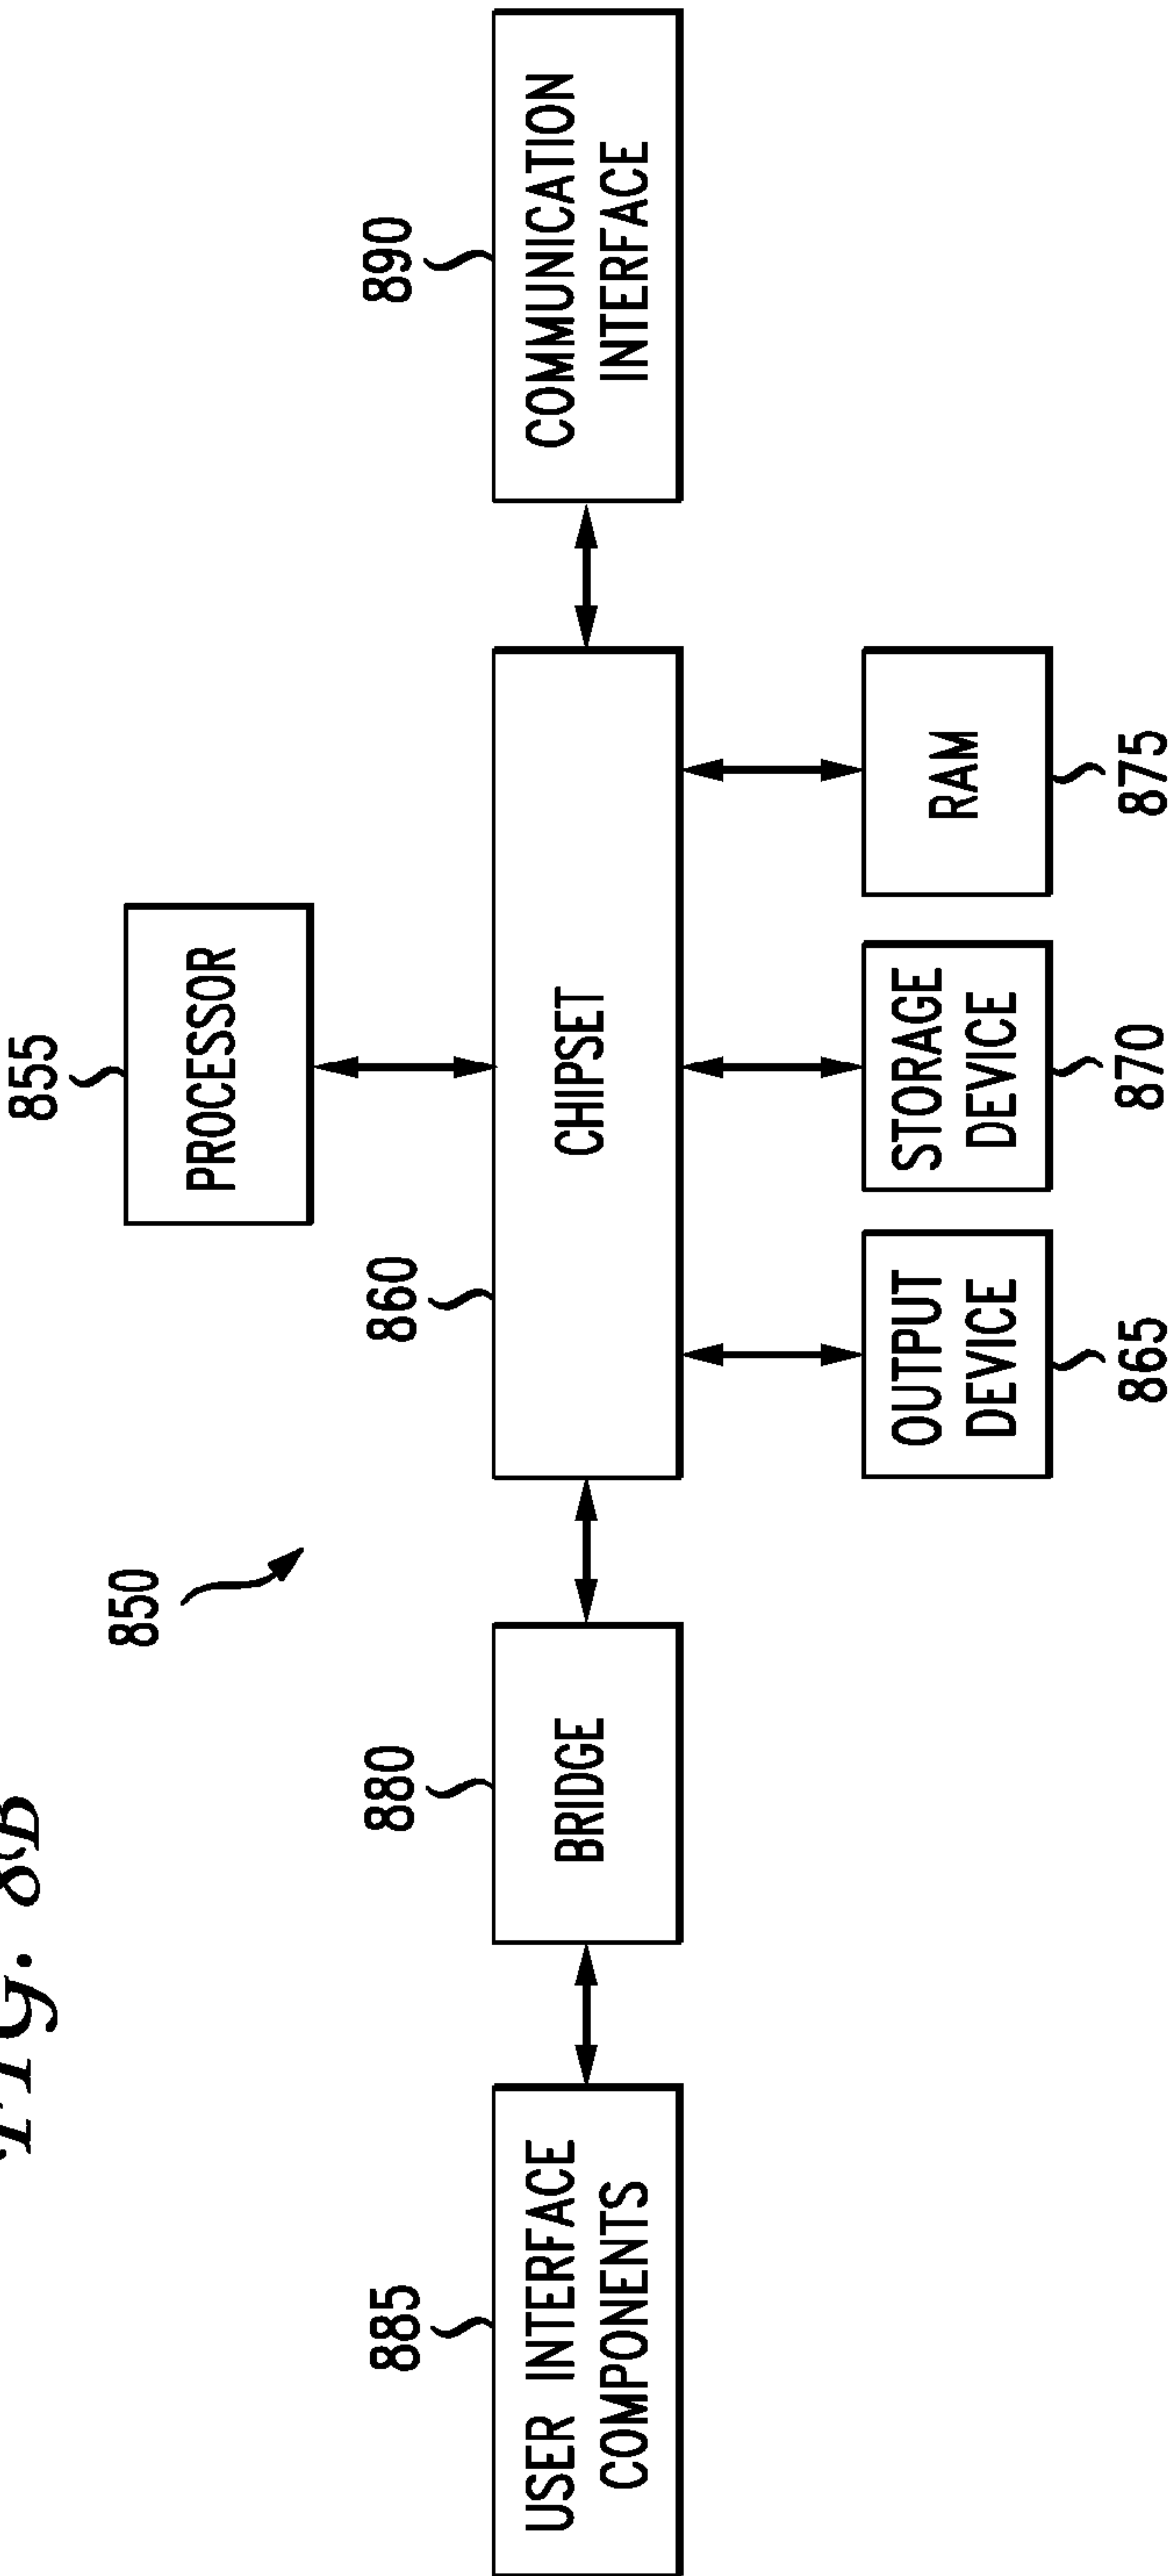 FIG. 8B
850
855
PROCESSOR
885
USER INTERFACE
COMPONENTS
880
BRIDGE
860
CHIPSET
890
COMMUNICATION
INTERFACE
OUTPUT
DEVICE
865
STORAGE
DEVICE
870
RAM
875